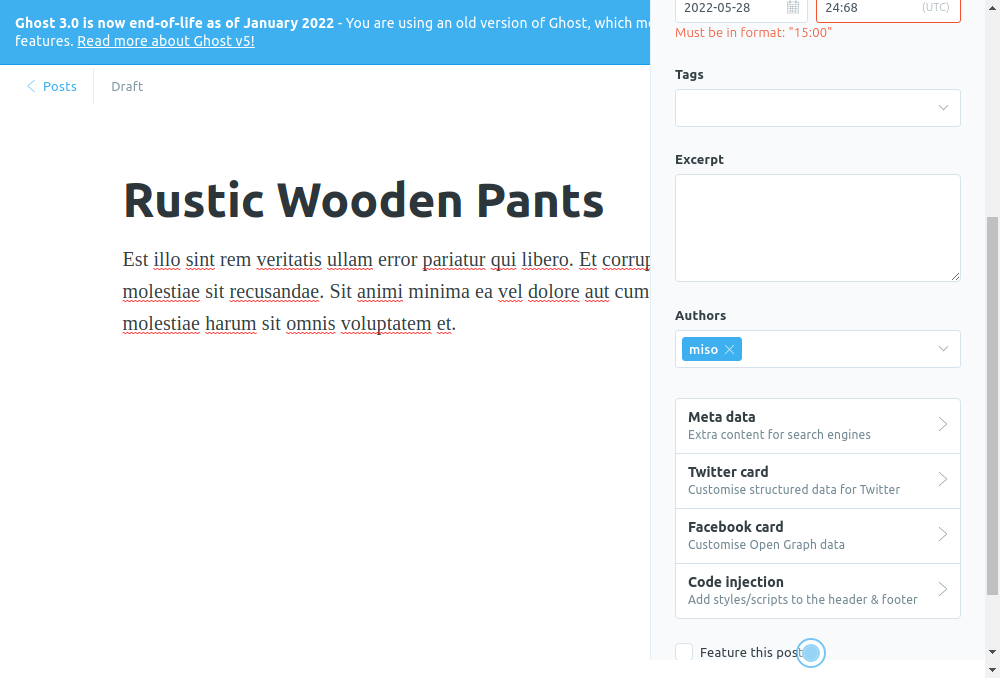 Ghost 3.0 is now end-of-life as of January 2022 - You are using an old version of Ghost, which
features. Read more about Ghost v5!
Posts
Draft
Rustic Wooden Pants
Est illo sint rem veritatis ullam error pariatur qui libero. Et
molestiae sit recusandae. Sit animi minima ea vel dolore aut cum
molestiae harum sit omnis voluptatem et.
2022-05-28
24:68
(UTC)
Must be in format: "15:00"
Tags
Excerpt
Authors
miso
Meta data
Extra content for search engines
Twitter card
Customise structured data for Twitter
Facebook card
Customise Open Graph data
Code injection
Add styles/scripts to the header & footer
Feature this post